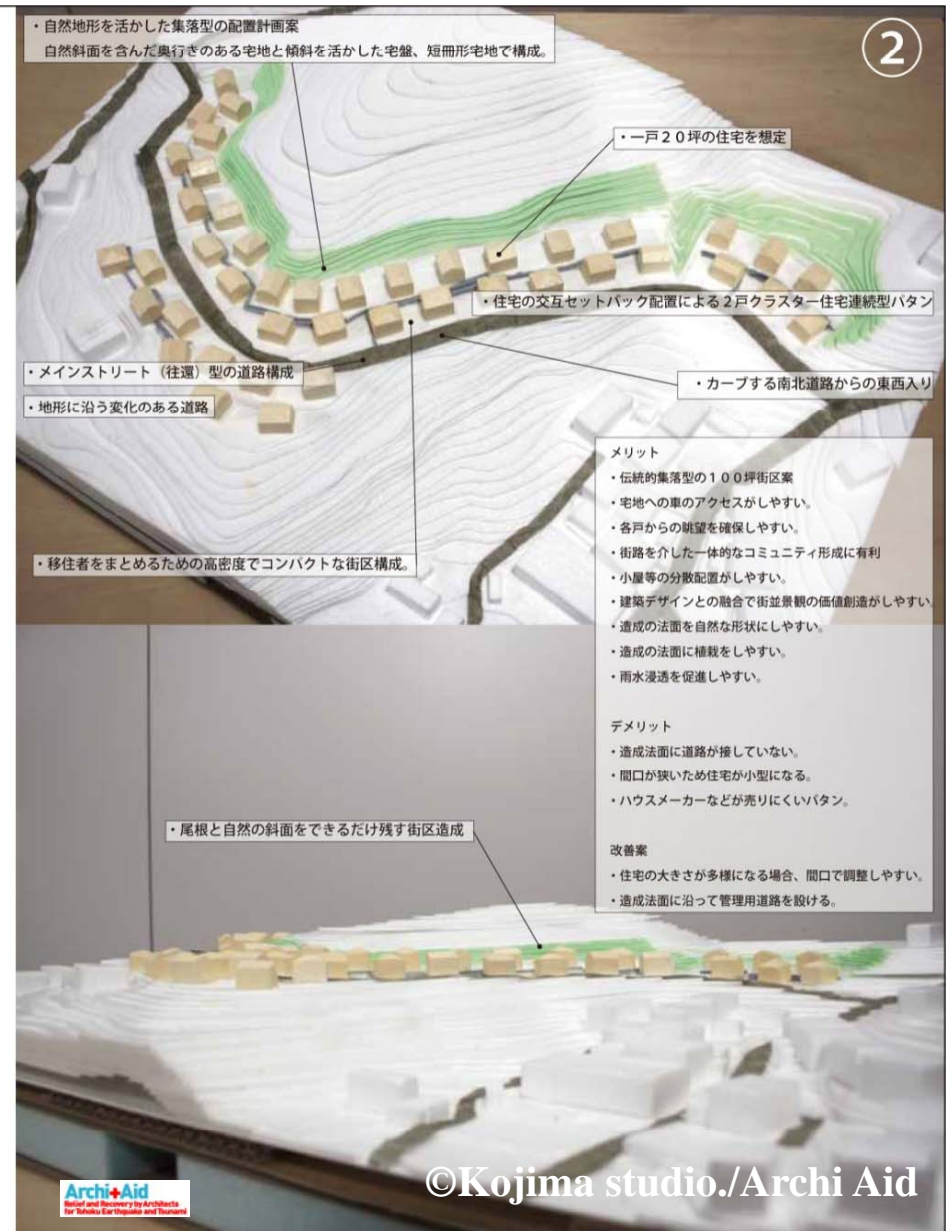 ・自然地形を活かした集落型の配置計画案
自然斜面を含んだ奥行きのある宅地と傾斜を活かした宅盤、短冊形宅地で構成。
②
・一戸２０坪の住宅を想定
・住宅の交互セットバック配置による２戸クラスター住宅連続型パタン
・メインストリート（往還）型の道路構成
・カーブする南北道路からの東西入り
・地形に沿う変化のある道路
・移住者をまとめるための高密度でコンパクトな街区構成。
メリット
・伝統的集落型の１００坪街区案
・宅地への車のアクセスがしやすい。
・各戸からの眺望を確保しやすい。
・街路を介した一体的なコミュニティ形成に有利
・小屋等の分散配置がしやすい。
・建築デザインとの融合で街並景観の価値創造がしやすい。
・造成の法面を自然な形状にしやすい。
・造成の法面に植栽をしやすい。
・雨水浸透を促進しやすい。
デメリット
・造成法面に道路が接していない。
・間口が狭いため住宅が小型になる。
・ハウスメーカーなどが売りにくいパタン。
改善案
・住宅の大きさが多様になる場合、間口で調整しやすい。
・造成法面に沿って管理用道路を設ける。
・尾根と自然の斜面をできるだけ残す街区造成
Archi+Aid
Relief and Recovery by Architects
for Tohoku Earthquake and Tsunami
©Kojima studio./Archi Aid